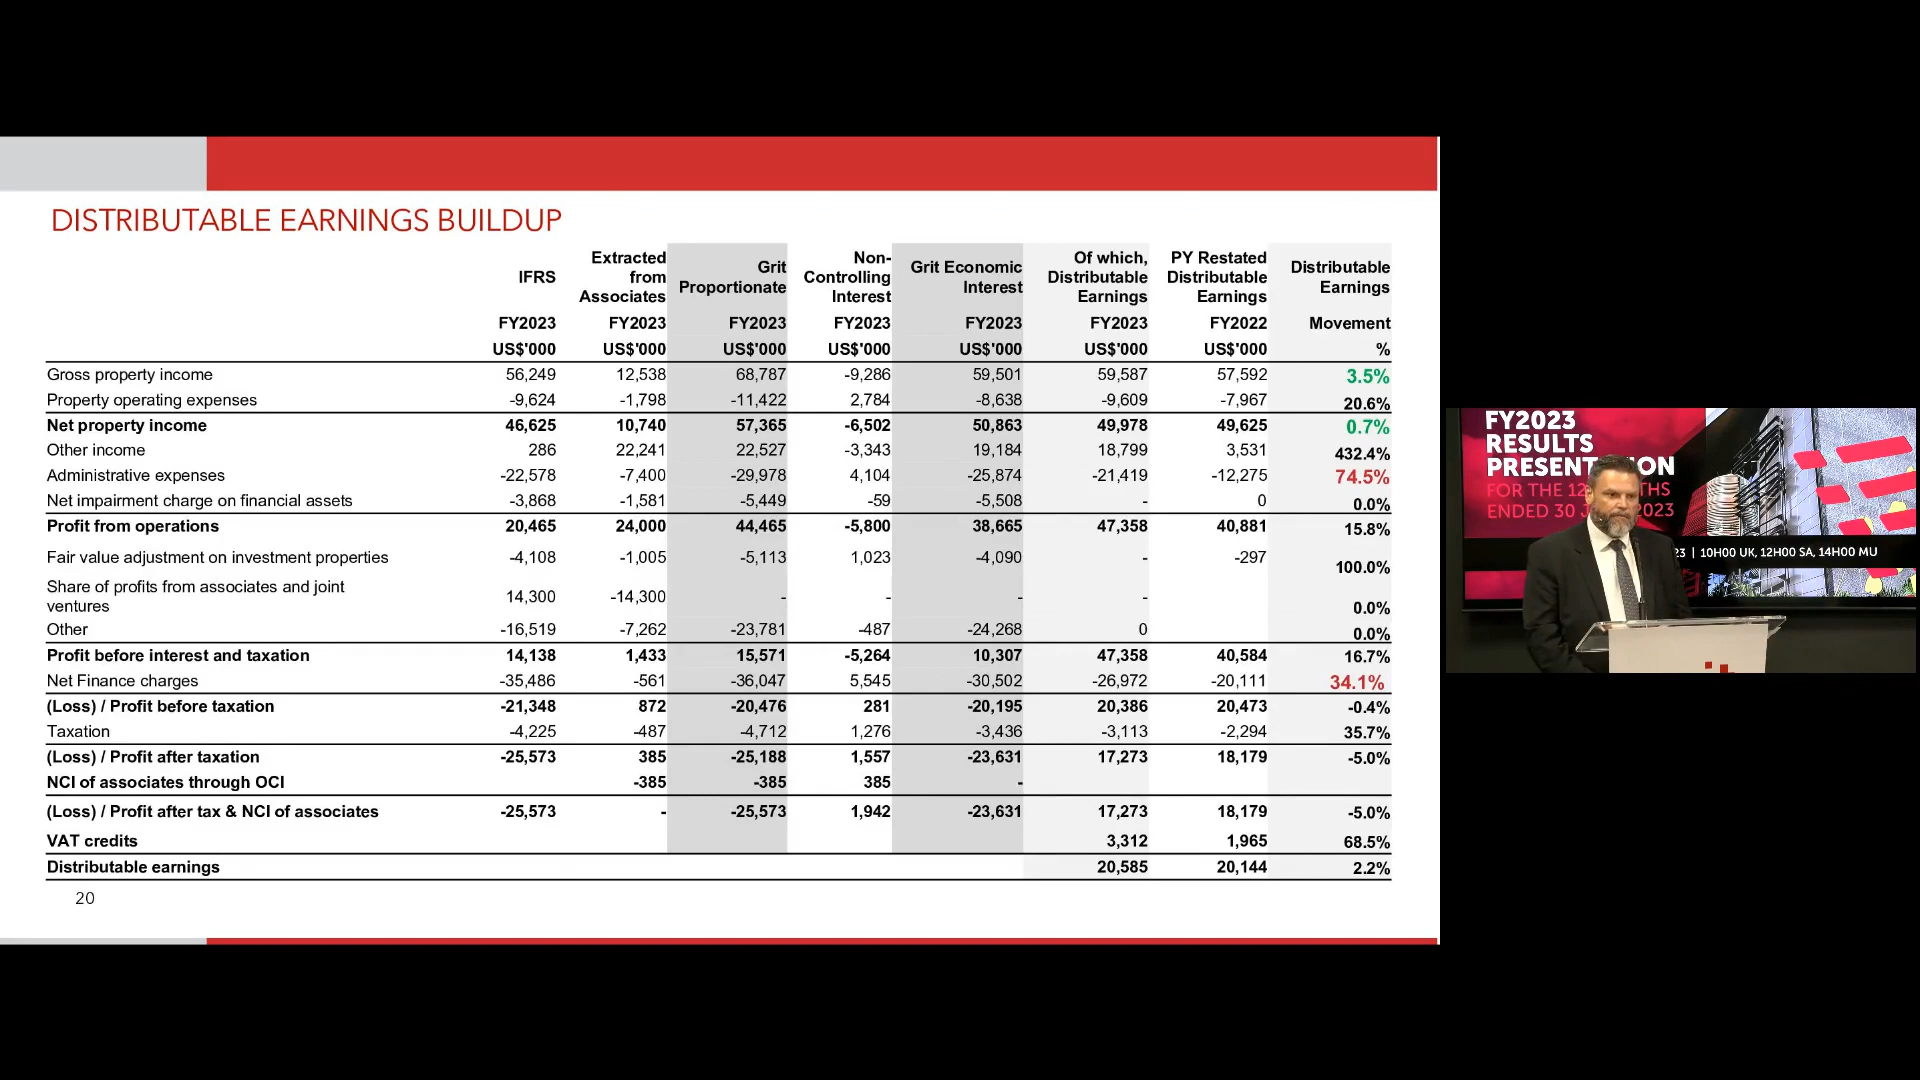 DISTRIBUTABLE EARNINGS BUILDUP
IFRS Extracted from Associates Grit Proportionate Non-Controlling Interest Grit Economic Interest Of which, Distributable Earnings PY Restated Distributable Earnings Distributable Earnings
FY2023 FY2023 FY2023 FY2023 FY2023 FY2023 FY2022 Movement
US$'000 US$'000 US$'000 US$'000 US$'000 US$'000 US$'000 %
Gross property income 56,249 12,538 68,787 -9,286 59,501 59,587 57,592 3.5%
Property operating expenses -9,624 -1,798 -11,422 2,784 -8,638 -9,609 -7,967 20.6%
Net property income 46,625 10,740 57,365 -6,502 50,863 49,978 49,625 0.7%
Other income 286 22,241 22,527 -3,343 19,184 18,799 3,531 432.4%
Administrative expenses -22,578 -7,400 -29,978 4,104 -25,874 -21,419 -12,275 74.5%
Net impairment charge on financial assets -3,868 -1,581 -5,449 -59 -5,508 - 0 0.0%
Profit from operations 20,465 24,000 44,465 -5,800 38,665 47,358 40,881 15.8%
Fair value adjustment on investment properties -4,108 -1,005 -5,113 1,023 -4,090 - -297 100.0%
Share of profits from associates and joint
ventures 14,300 -14,300 - - - - 0.0%
Other -16,519 -7,262 -23,781 -487 -24,268 0 0.0%
Profit before interest and taxation 14,138 1,433 15,571 -5,264 10,307 47,358 40,584 16.7%
Net Finance charges -35,486 -561 -36,047 5,545 -30,502 -26,972 -20,111 34.1%
(Loss) / Profit before taxation -21,348 872 -20,476 281 -20,195 20,386 20,473 -0.4%
Taxation -4,225 -487 -4,712 1,276 -3,436 -3,113 -2,294 35.7%
(Loss) / Profit after taxation -25,573 385 -25,188 1,557 -23,631 17,273 18,179 -5.0%
NCI of associates through OCI -385 -385 385 -
(Loss) / Profit after tax & NCI of associates -25,573 - -25,573 1,942 -23,631 17,273 18,179 -5.0%
VAT credits 3,312 1,965 68.5%
Distributable earnings 20,585 20,144 2.2%
20
FY2023
RESULTS
PRESENT ON
FOR THE 12 THS
ENDED 30 J 2023
23 | 10H00 UK, 12H00 SA, 14H00 MU